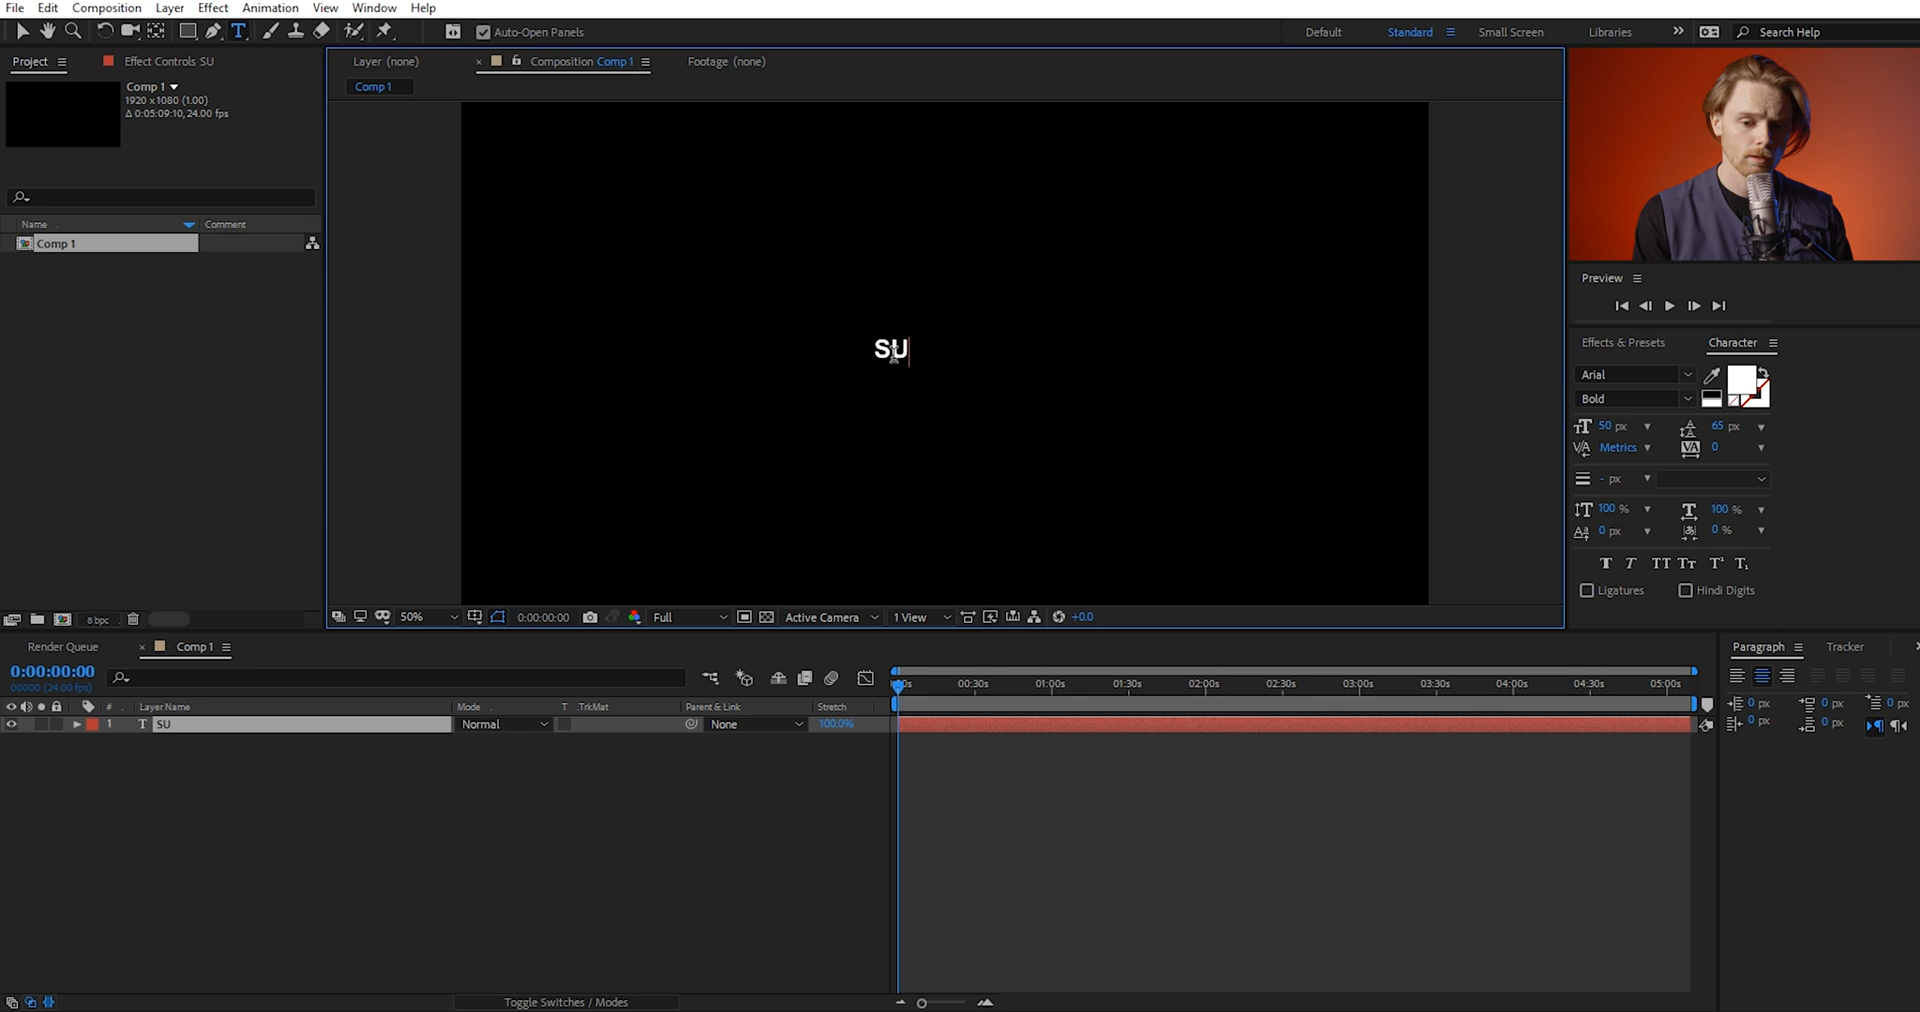 File Edit Composition Layer Effect Animation View Window Help
T Auto-Open Panels Default Standard Small Screen Libraries Search Help
Project Effect Controls SU Layer (none) × Composition Comp 1 Footage (none)
Comp 1
Comp 1
1920 x 1080 (1.00)
Δ 0:05:09:10, 24.00 fps
Name Comment
Comp 1
SU
Preview
Effects & Presets Character
Arial
Bold
50 px 65 px
Metrics 0
- px
100 % 100 %
0 px 0 %
Ligatures Hindi Digits
8 bpc 50% 0:00:00:00 Full Active Camera 1 View +0.0
Render Queue × Comp 1
0:00:00:00
00000 (24.00 fps)
00:30s 01:00s 01:30s 02:00s 02:30s 03:00s 03:30s 04:00s 04:30s 05:00s
# Layer Name Mode T .TrkMat Parent & Link Stretch
1 T SU Normal None 100.0%
Paragraph Tracker
0 px 0 px 0 px
0 px 0 px
Toggle Switches / Modes